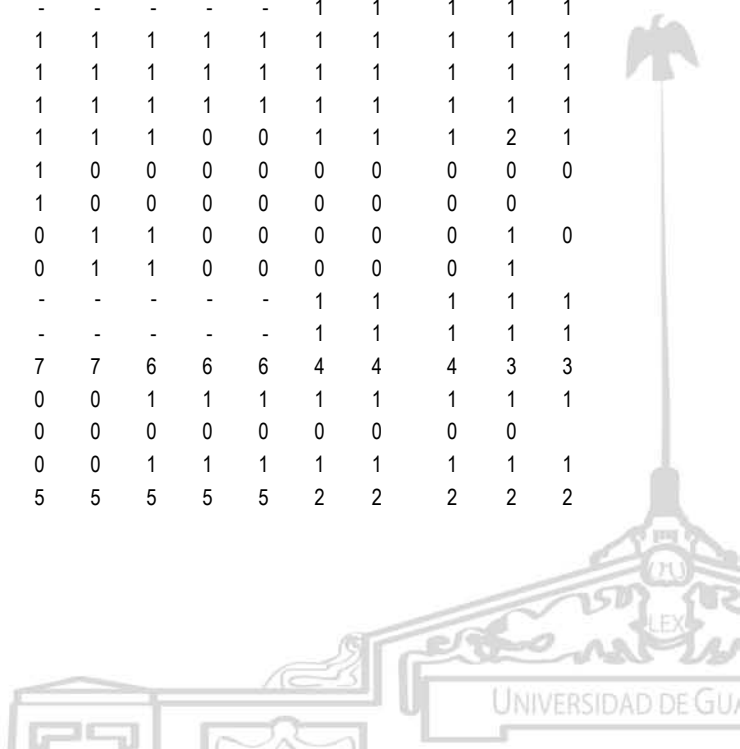 - - - - - 1 1 1 1 1
1 1 1 1 1 1 1 1 1 1
1 1 1 1 1 1 1 1 1 1
1 1 1 1 1 1 1 1 1 1
1 1 1 0 0 1 1 1 2 1
1 0 0 0 0 0 0 0 0 0
1 0 0 0 0 0 0 0 0
0 1 1 0 0 0 0 0 1 0
0 1 1 0 0 0 0 0 1
- - - - - 1 1 1 1 1
- - - - - 1 1 1 1 1
7 7 6 6 6 4 4 4 3 3
0 0 1 1 1 1 1 1 1 1
0 0 0 0 0 0 0 0 0
0 0 1 1 1 1 1 1 1 1
5 5 5 5 5 2 2 2 2 2
LEX
UNIVERSIDAD DE GUA